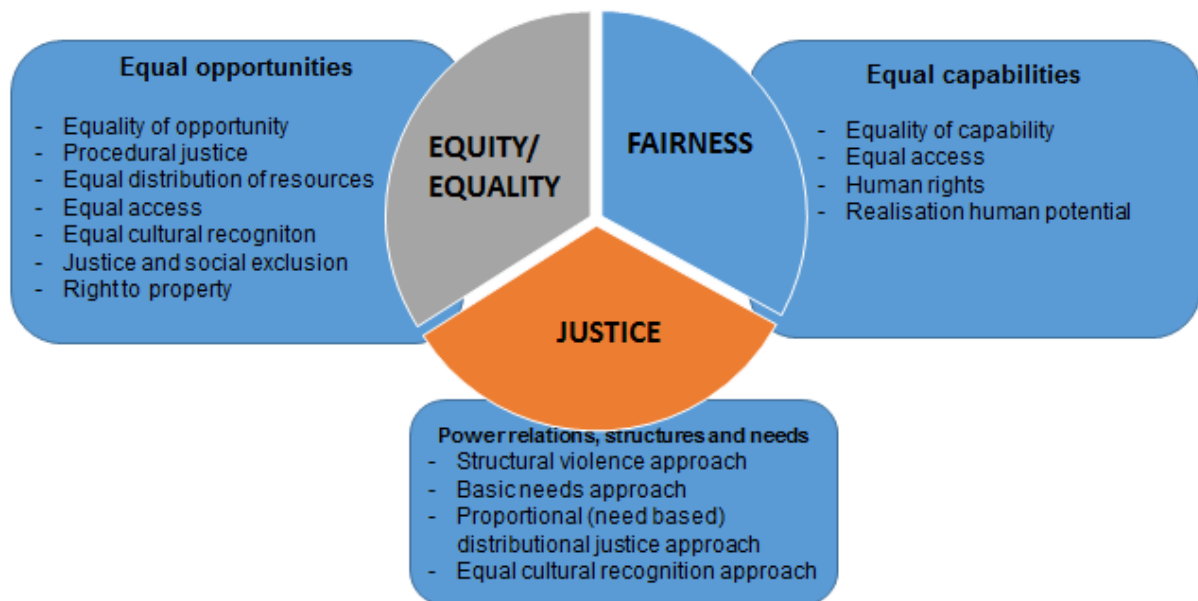 Equal opportunities
- Equality of opportunity
- Procedural justice
- Equal distribution of resources
- Equal access
- Equal cultural recogniton
- Justice and social exclusion
- Right to property
EQUITY/
EQUALITY
FAIRNESS
JUSTICE
Equal capabilities
- Equality of capability
- Equal access
- Human rights
- Realisation human potential
Power relations, structures and needs
- Structural violence approach
- Basic needs approach
- Proportional (need based)
distributional justice approach
- Equal cultural recognition approach